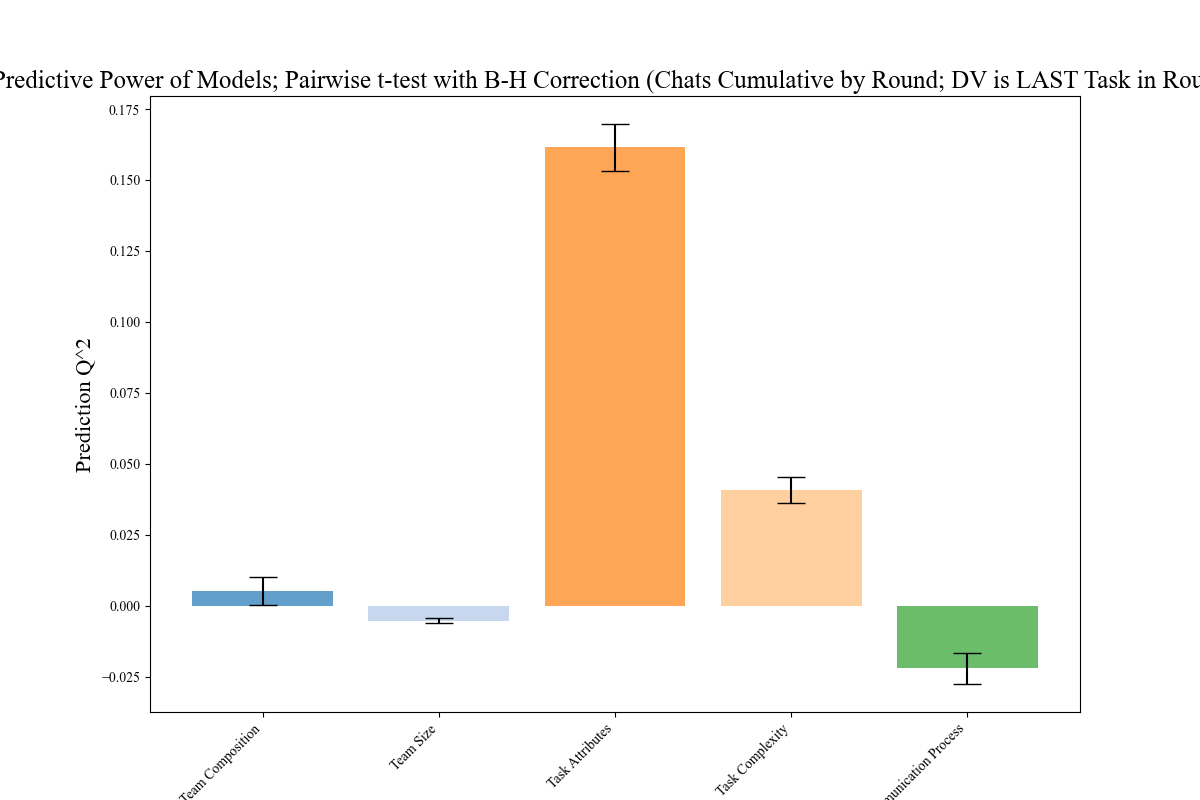 Predictive Power of Models; Pairwise t-test with B-H Correction (Chats Cumulative by Round; DV is LAST Task in Rou
0.175
0.150
0.125
0.100
0.075
0.050
0.025
0.000
−0.025
Prediction Q^2
Team Composition
Team Size
Task Attributes
Task Complexity
munication Process